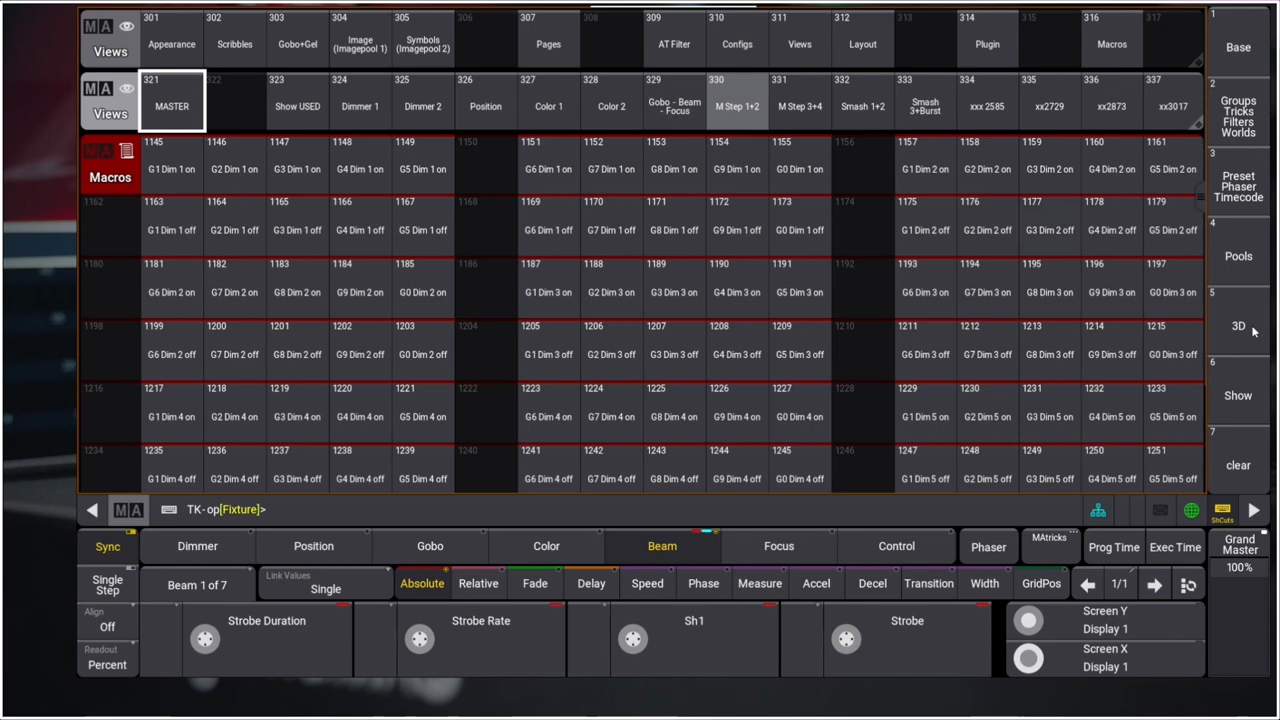 301 302 303 304 305 306 307 308 309 310 311 312 313 314 315 316 317
MA Views Appearance Scribbles Gobo+Gel Image (Imagepool 1) Symbols (Imagepool 2) Pages AT Filter Configs Views Layout Plugin Macros
321 322 323 324 325 326 327 328 329 330 331 332 333 334 335 336 337
MA Views MASTER Show USED Dimmer 1 Dimmer 2 Position Color 1 Color 2 Gobo - Beam - Focus M Step 1+2 M Step 3+4 Smash 1+2 Smash 3+Burst xxx 2585 xx2729 xx2873 xx3017
MA Macros
1145 1146 1147 1148 1149 1150 1151 1152 1153 1154 1155 1156 1157 1158 1159 1160 1161
G1 Dim 1 on G2 Dim 1 on G3 Dim 1 on G4 Dim 1 on G5 Dim 1 on G6 Dim 1 on G7 Dim 1 on G8 Dim 1 on G9 Dim 1 on G0 Dim 1 on G1 Dim 2 on G2 Dim 2 on G3 Dim 2 on G4 Dim 2 on G5 Dim 2 on
1162 1163 1164 1165 1166 1167 1168 1169 1170 1171 1172 1173 1174 1175 1176 1177 1178 1179
G1 Dim 1 off G2 Dim 1 off G3 Dim 1 off G4 Dim 1 off G5 Dim 1 off G6 Dim 1 off G7 Dim 1 off G8 Dim 1 off G9 Dim 1 off G0 Dim 1 off G1 Dim 2 off G2 Dim 2 off G3 Dim 2 off G4 Dim 2 off G5 Dim 2 off
1180 1181 1182 1183 1184 1185 1186 1187 1188 1189 1190 1191 1192 1193 1194 1195 1196 1197
G6 Dim 2 on G7 Dim 2 on G8 Dim 2 on G9 Dim 2 on G0 Dim 2 on G1 Dim 3 on G2 Dim 3 on G3 Dim 3 on G4 Dim 3 on G5 Dim 3 on G6 Dim 3 on G7 Dim 3 on G8 Dim 3 on G9 Dim 3 on G0 Dim 3 on
1198 1199 1200 1201 1202 1203 1204 1205 1206 1207 1208 1209 1210 1211 1212 1213 1214 1215
G6 Dim 2 off G7 Dim 2 off G8 Dim 2 off G9 Dim 2 off G0 Dim 2 off G1 Dim 3 off G2 Dim 3 off G3 Dim 3 off G4 Dim 3 off G5 Dim 3 off G6 Dim 3 off G7 Dim 3 off G8 Dim 3 off G9 Dim 3 off G0 Dim 3 off
1216 1217 1218 1219 1220 1221 1222 1223 1224 1225 1226 1227 1228 1229 1230 1231 1232 1233
G1 Dim 4 on G2 Dim 4 on G3 Dim 4 on G4 Dim 4 on G5 Dim 4 on G6 Dim 4 on G7 Dim 4 on G8 Dim 4 on G9 Dim 4 on G0 Dim 4 on G1 Dim 5 on G2 Dim 5 on G3 Dim 5 on G4 Dim 5 on G5 Dim 5 on
1234 1235 1236 1237 1238 1239 1240 1241 1242 1243 1244 1245 1246 1247 1248 1249 1250 1251
G1 Dim 4 off G2 Dim 4 off G3 Dim 4 off G4 Dim 4 off G5 Dim 4 off G6 Dim 4 off G7 Dim 4 off G8 Dim 4 off G9 Dim 4 off G0 Dim 4 off G1 Dim 5 off G2 Dim 5 off G3 Dim 5 off G4 Dim 5 off G5 Dim 5 off
1 Base
2 Groups Tricks Filters Worlds
3 Preset Phaser Timecode
4 Pools
5 3D
6 Show
7 clear
MA TK-op[Fixture]> ShCuts
Sync Dimmer Position Gobo Color Beam Focus Control Phaser MAtricks Prog Time Exec Time Grand Master 100%
Single Step Beam 1 of 7 Link Values Single Absolute Relative Fade Delay Speed Phase Measure Accel Decel Transition Width GridPos 1/1
Align Off Strobe Duration Strobe Rate Sh1 Strobe Screen Y Display 1
Readout Percent Screen X Display 1